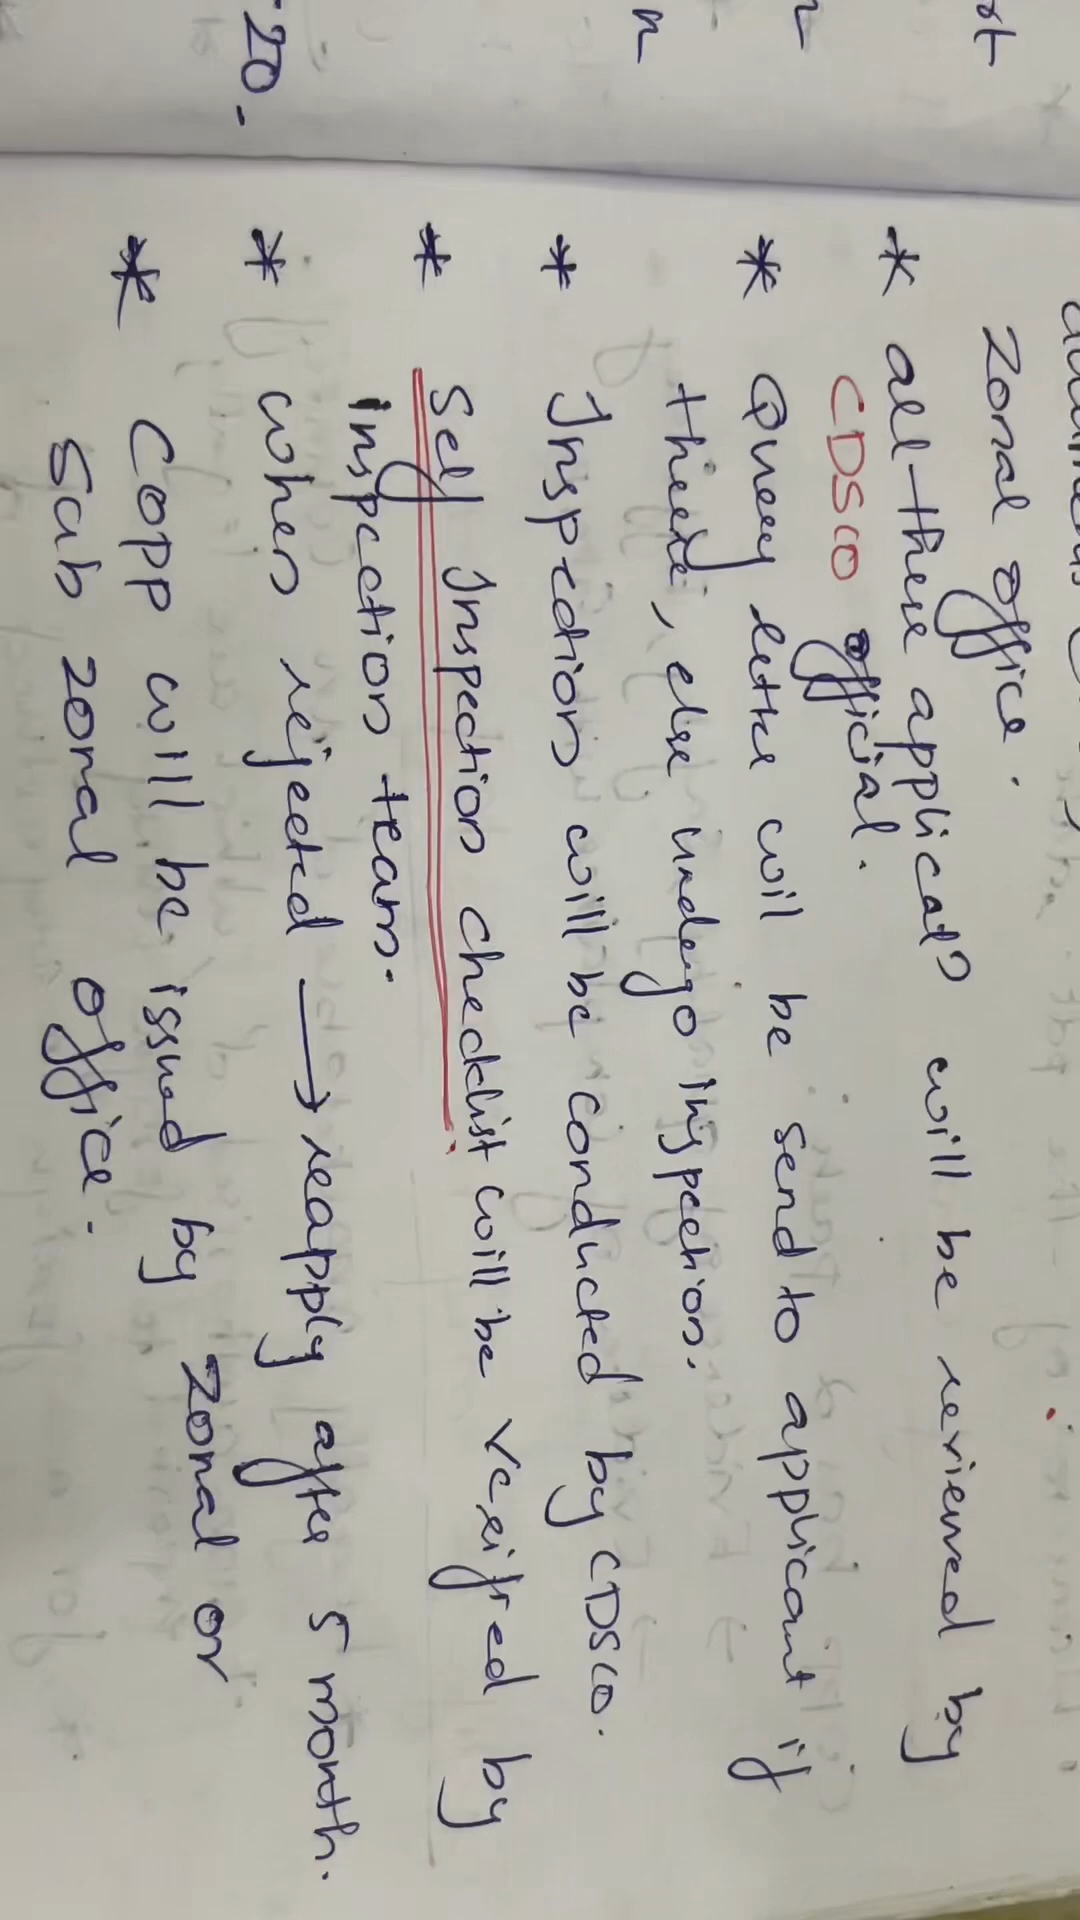 Zonal office.
* all these applicatⁿ will be reviewed by
CDSCO official.
* Query letter will be send to applicant if
there, else undergo inspection.
* Inspection will be conducted by CDSCO.
* Self Inspection checklist will be verified by
inspection team.
* when rejected → reapply after 5 month.
* COPP will be issued by zonal or
Sub zonal office.
20.